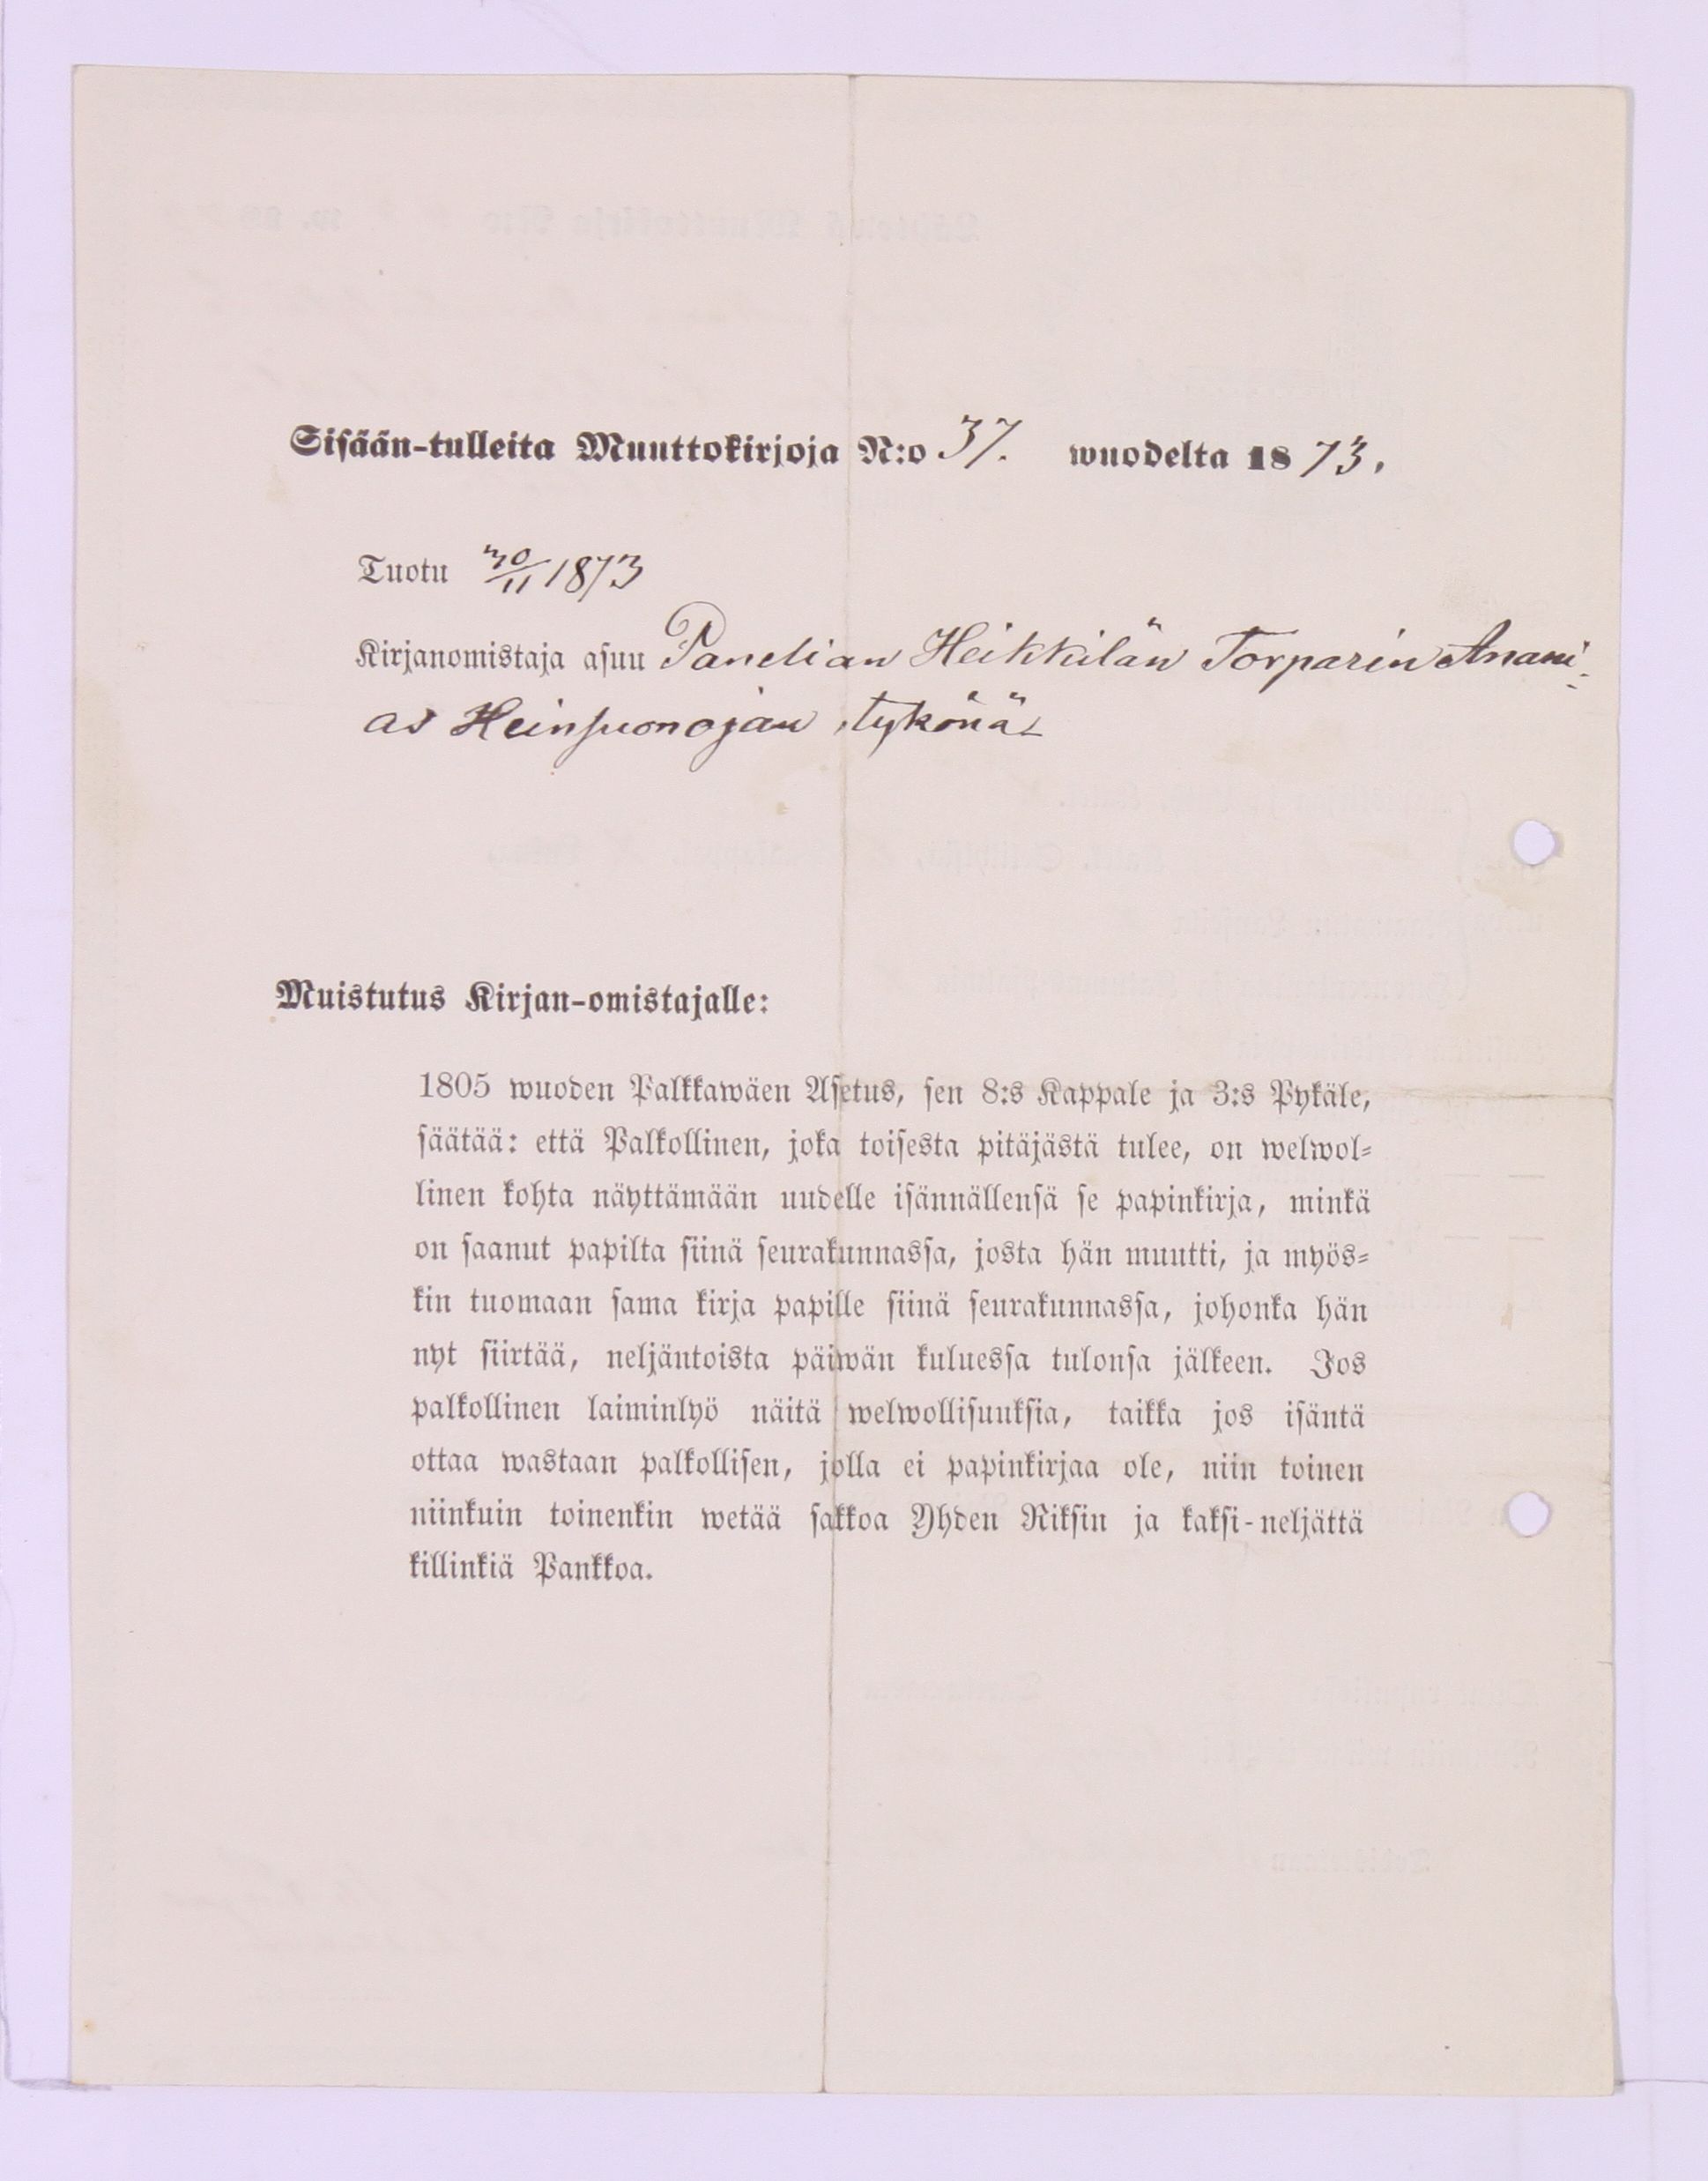 Sisään-tulleita Muuttokirjoja N:o 37. wuodelta 1873.
Tuotu 30/11 1873
Kirjanomistaja asuu Panelian Heikkilän Torparin Anani-
as Heinsuonojan tykönä
Muistutus Kirjan-omistajalle:
1805 wuoden Palkkawäen Asetus, sen 8:s Kappale ja 3:s Pykäle,
säätää: että Palkollinen, joka toisesta pitäjästä tulee, on welwol-
linen kohta näyttämään uudelle isännällensä se papinkirja, minkä
on saanut papilta siinä seurakunnassa, josta hän muutti, ja myös-
kin tuomaan sama kirja papille siinä seurakunnassa, johonka hän
nyt siirtää, neljäntoista päiwän kuluessa tulonsa jälkeen. Jos
palkollinen laiminlyö näitä welwollisuuksia, taikka jos isäntä
ottaa wastaan palkollisen, jolla ei papinkirjaa ole, niin toinen
niinkuin toinenkin wetää sakkoa Yhden Riksin ja kaksi-neljättä
killinkiä Pankkoa.